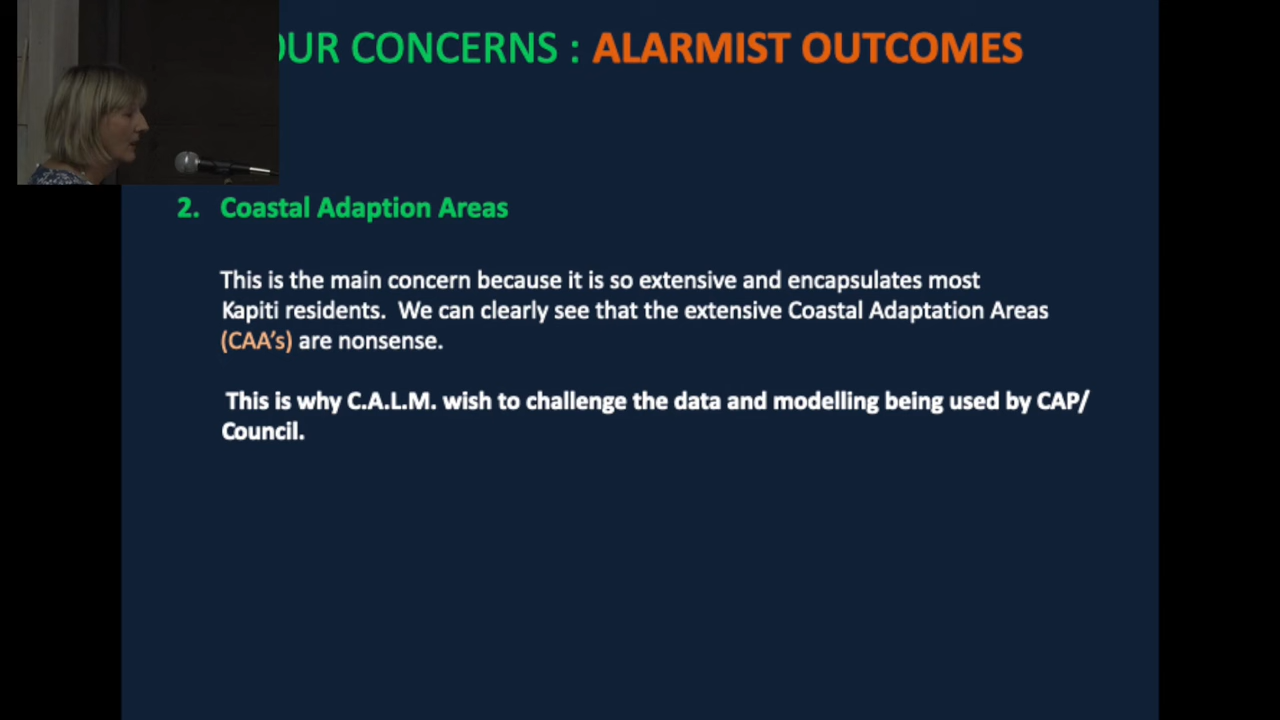 OUR CONCERNS : ALARMIST OUTCOMES
2. Coastal Adaption Areas
This is the main concern because it is so extensive and encapsulates most
Kapiti residents. We can clearly see that the extensive Coastal Adaptation Areas
(CAA's) are nonsense.
This is why C.A.L.M. wish to challenge the data and modelling being used by CAP/
Council.